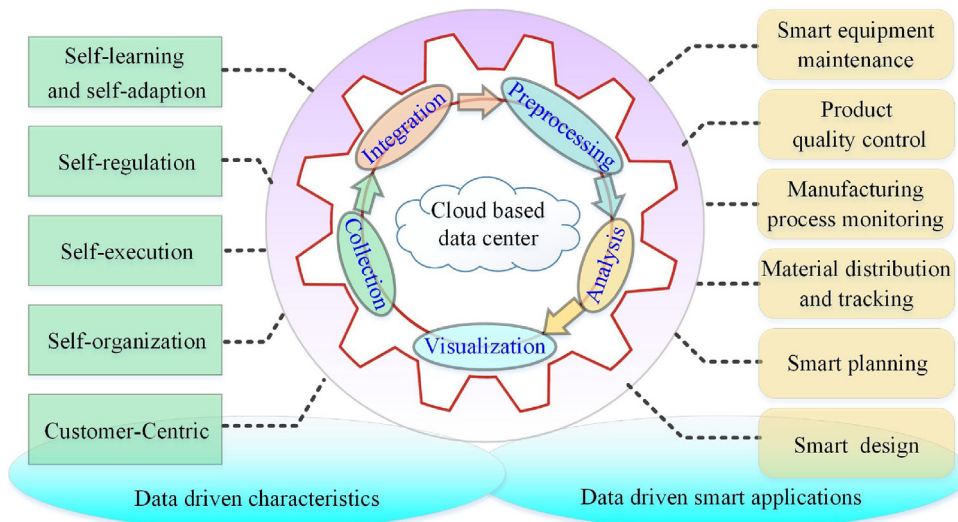 Self-learning
and self-adaption
Self-regulation
Self-execution
Self-organization
Customer-Centric
Integration
Preprocessing
Collection
Cloud based
data center
Analysis
Visualization
Smart equipment
maintenance
Product
quality control
Manufacturing
process monitoring
Material distribution
and tracking
Smart planning
Smart design
Data driven characteristics
Data driven smart applications